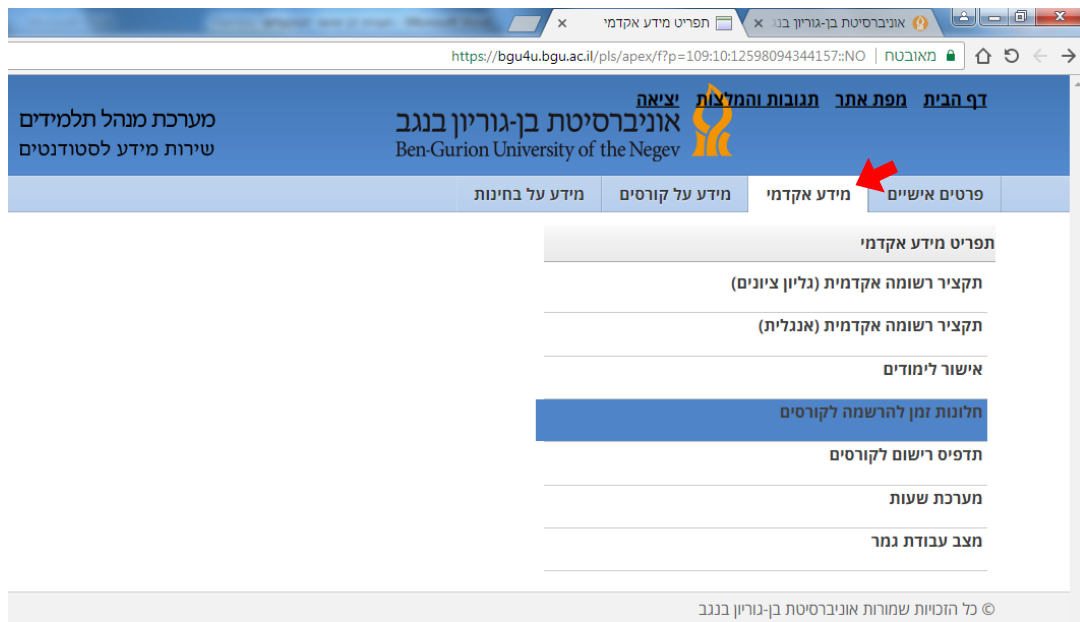 אוניברסיטת בן-גוריון בנג
תפריט מידע אקדמי
https://bgu4u.bgu.ac.il/pls/apex/f?p=109:10:12598094344157::NO
מאובטח
דף הבית מפת אתר תגובות והמלצות יציאה
אוניברסיטת בן-גוריון בנגב
Ben-Gurion University of the Negev
מערכת מנהל תלמידים
שירות מידע לסטודנטים
פרטים אישיים מידע אקדמי מידע על קורסים מידע על בחינות
תפריט מידע אקדמי
תקציר רשומה אקדמית (גליון ציונים)
תקציר רשומה אקדמית (אנגלית)
אישור לימודים
חלונות זמן להרשמה לקורסים
תדפיס רישום לקורסים
מערכת שעות
מצב עבודת גמר
© כל הזכויות שמורות אוניברסיטת בן-גוריון בנגב